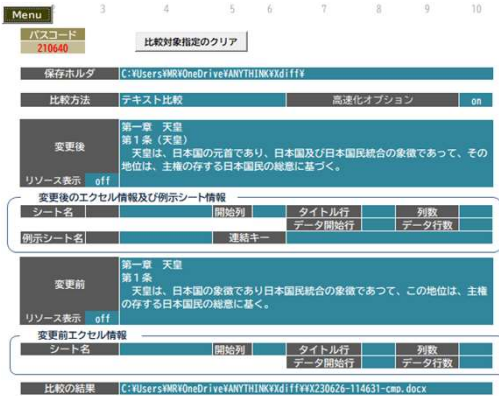 Menu 3 4 5 6 7 8 9 10
パスコード
210640
比較対象指定のクリア
保存ホルダ C:¥Users¥MR¥OneDrive¥ANYTHINK¥Xdiff¥
比較方法 テキスト比較 高速化オプション on
変更後
第一章 天皇
第1条（天皇）
天皇は、日本国の元首であり、日本国及び日本国民統合の象徴であって、その
地位は、主権の存する日本国民の総意に基づく。
リソース表示 off
変更後のエクセル情報及び例示シート情報
シート名 開始列 タイトル行 列数
データ開始行 データ行数
例示シート名 連結キー
変更前
第一章 天皇
第1条
天皇は、日本国の象徴であり日本国民統合の象徴であつて、この地位は、主権
の存する日本国民の総意に基く。
リソース表示 off
変更前エクセル情報
シート名 開始列 タイトル行 列数
データ開始行 データ行数
比較の結果 C:¥Users¥MR¥OneDrive¥ANYTHINK¥Xdiff¥¥X230626-114631-cmp.docx